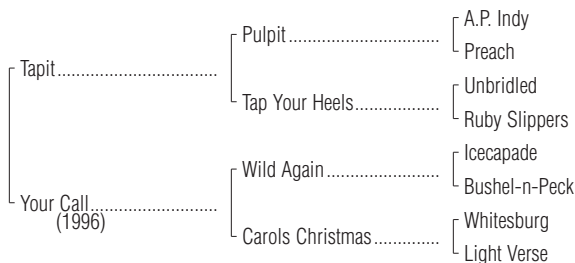 A.P. Indy
Pulpit................................
Preach
Tapit..................................
Unbridled
Tap Your Heels..................
Ruby Slippers
Icecapade
Wild Again........................
Bushel-n-Peck
Your Call...........................
(1996)
Whitesburg
Carols Christmas..............
Light Verse